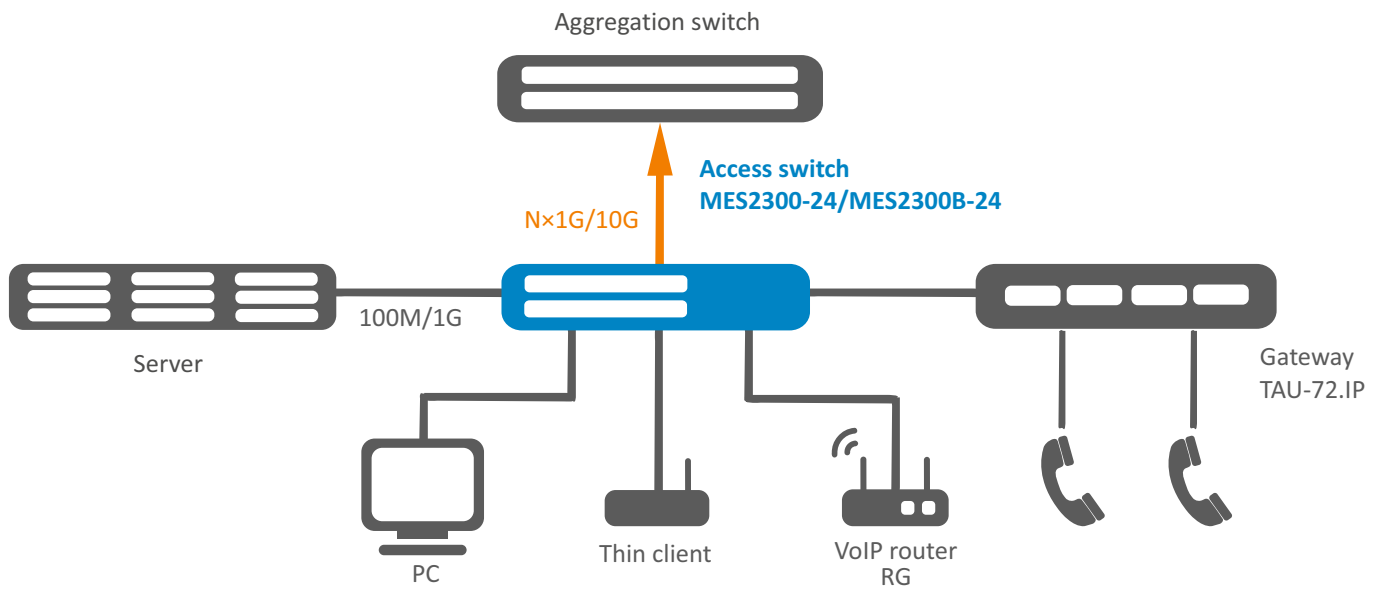 Aggregation switch
Access switch
MES2300-24/MES2300B-24
N×1G/10G
100M/1G
Server
Gateway
TAU-72.IP
PC
Thin client
VoIP router
RG